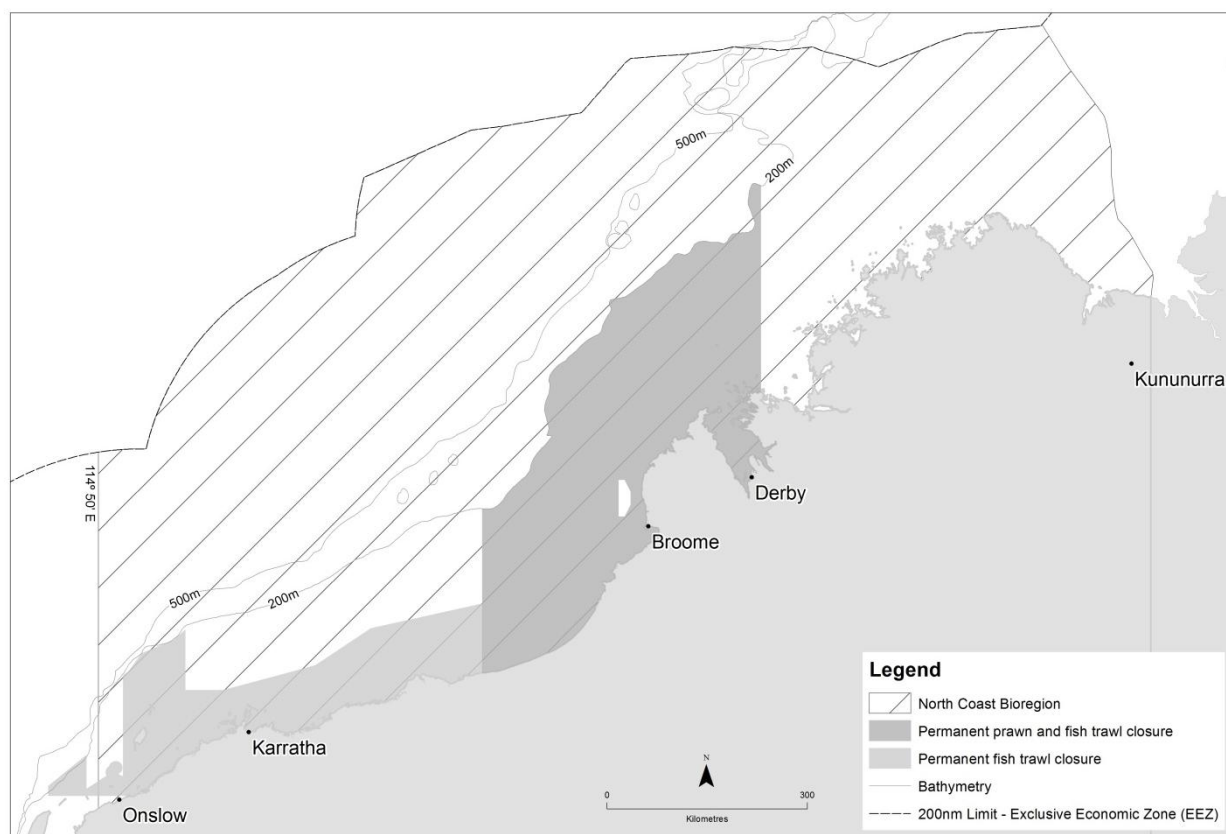 500m
200m
114° 50' E
Kununurra
Derby
Broome
500m
200m
Karratha
Onslow
Legend
North Coast Bioregion
Permanent prawn and fish trawl closure
Permanent fish trawl closure
Bathymetry
200nm Limit - Exclusive Economic Zone (EEZ)
N
0 300
Kilometres